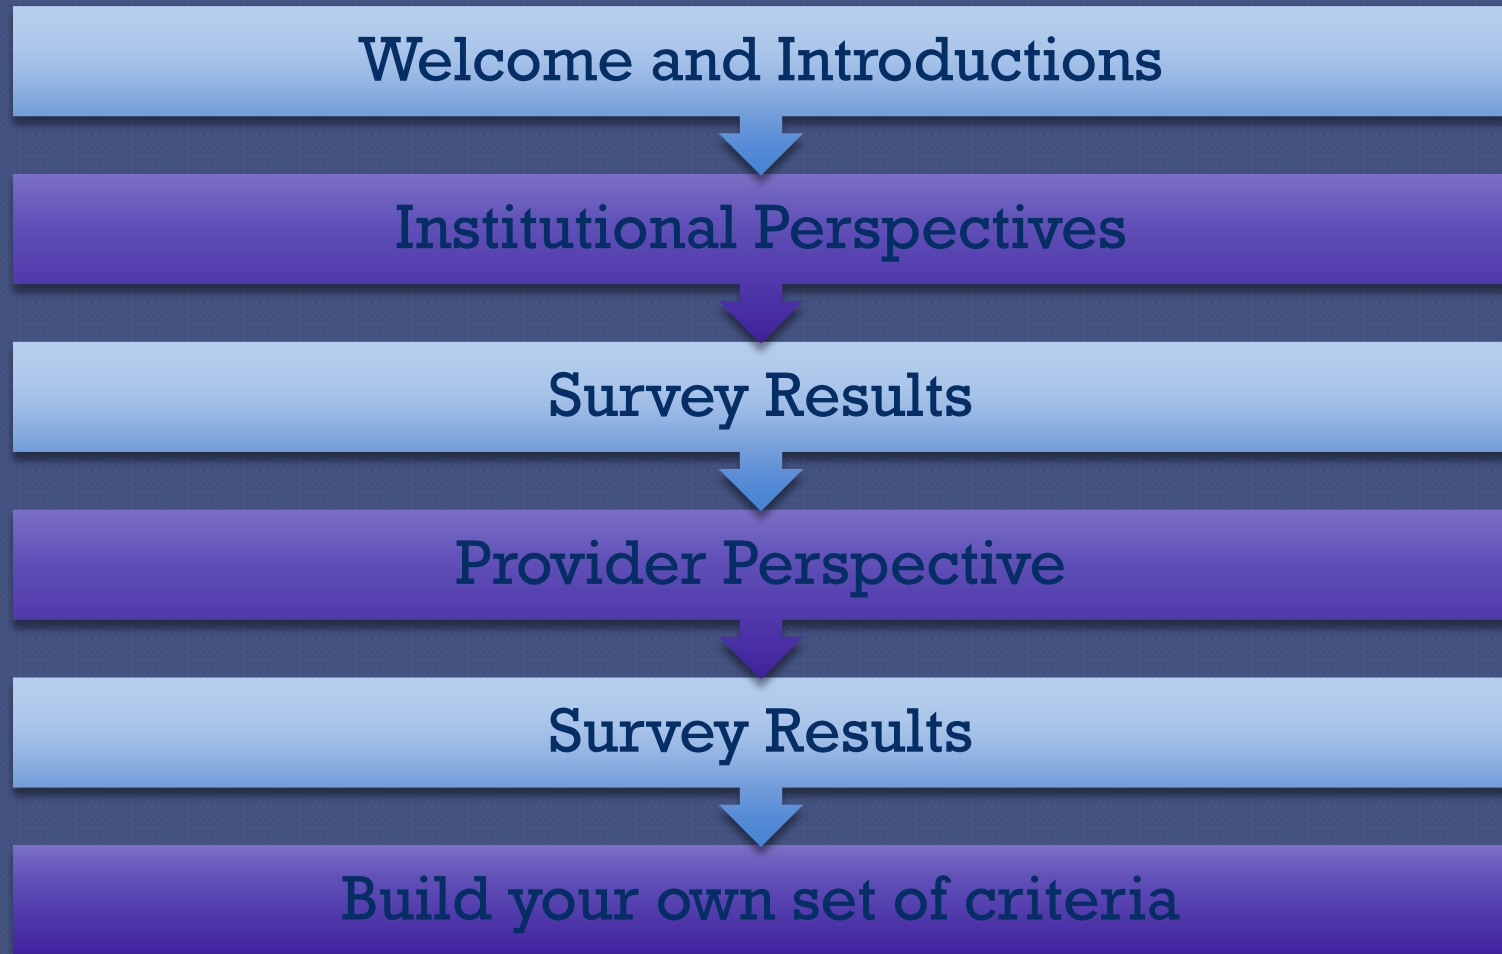 Welcome and Introductions
Institutional Perspectives
Survey Results
Provider Perspective
Survey Results
Build your own set of criteria